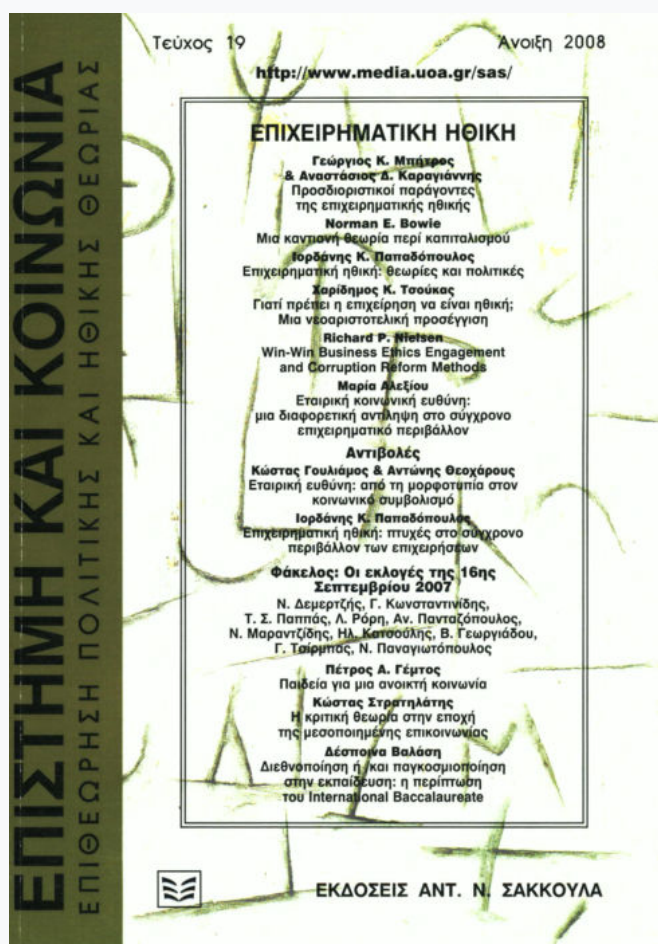 ΕΠΙΣΤΗΜΗ ΚΑΙ ΚΟΙΝΩΝΙΑ
ΕΠΙΘΕΩΡΗΣΗ ΠΟΛΙΤΙΚΗΣ ΚΑΙ ΗΘΙΚΗΣ ΘΕΩΡΙΑΣ
Τεύχος 19 Άνοιξη 2008
http://www.media.uoa.gr/sas/
ΕΠΙΧΕΙΡΗΜΑΤΙΚΗ ΗΘΙΚΗ
Γεώργιος Κ. Μπήτρος
& Αναστάσιος Δ. Καραγιάννης
Προσδιοριστικοί παράγοντες
της επιχειρηματικής ηθικής
Norman E. Bowie
Μια καντιανή θεωρία περί καπιταλισμού
Ιορδάνης Κ. Παπαδόπουλος
Επιχειρηματική ηθική: θεωρίες και πολιτικές
Χαρίδημος Κ. Τσούκας
Γιατί πρέπει η επιχείρηση να είναι ηθική;
Μια νεοαριστοτελική προσέγγιση
Richard P. Nielsen
Win-Win Business Ethics Engagement
and Corruption Reform Methods
Μαρία Αλεξίου
Εταιρική κοινωνική ευθύνη:
μια διαφορετική αντίληψη στο σύγχρονο
επιχειρηματικό περιβάλλον
Αντιβολές
Κώστας Γουλιάμος & Αντώνης Θεοχάρους
Εταιρική ευθύνη: από τη μορφοτυπία στον
κοινωνικό συμβολισμό
Ιορδάνης Κ. Παπαδόπουλος
Επιχειρηματική ηθική: πτυχές στο σύγχρονο
περιβάλλον των επιχειρήσεων
Φάκελος: Οι εκλογές της 16ης
Σεπτεμβρίου 2007
Ν. Δεμερτζής, Γ. Κωνσταντινίδης,
Τ. Σ. Παππάς, Λ. Ρόρη, Αν. Πανταζόπουλος,
Ν. Μαραντζίδης, Ηλ. Κατσούλης, Β. Γεωργιάδου,
Γ. Τσίρμπας, Ν. Παναγιωτόπουλος
Πέτρος Α. Γέμτος
Παιδεία για μια ανοικτή κοινωνία
Κώστας Στρατηλάτης
Η κριτική θεωρία στην εποχή
της μεσοποιημένης επικοινωνίας
Δέσποινα Βαλάση
Διεθνοποίηση ή /και παγκοσμιοποίηση
στην εκπαίδευση: η περίπτωση
του International Baccalaureate
ΕΚΔΟΣΕΙΣ ΑΝΤ. Ν. ΣΑΚΚΟΥΛΑ